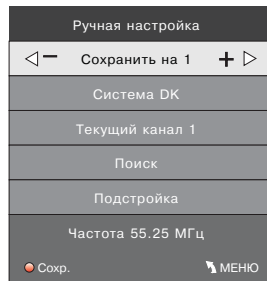 Ручная настройка
Сохранить на 1
Система DK
Текущий канал 1
Поиск
Подстройка
Частота 55.25 МГц
Сохр. МЕНЮ